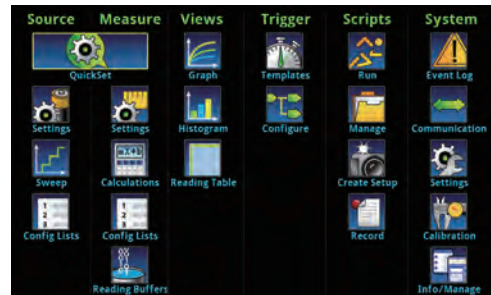 Source Measure Views Trigger Scripts System
QuickSet Graph Templates Run Event Log
Settings Settings Histogram Configure Manage Communication
Sweep Calculations Reading Table Create Setup Settings
Config Lists Config Lists Record Calibration
Reading Buffers Info/Manage